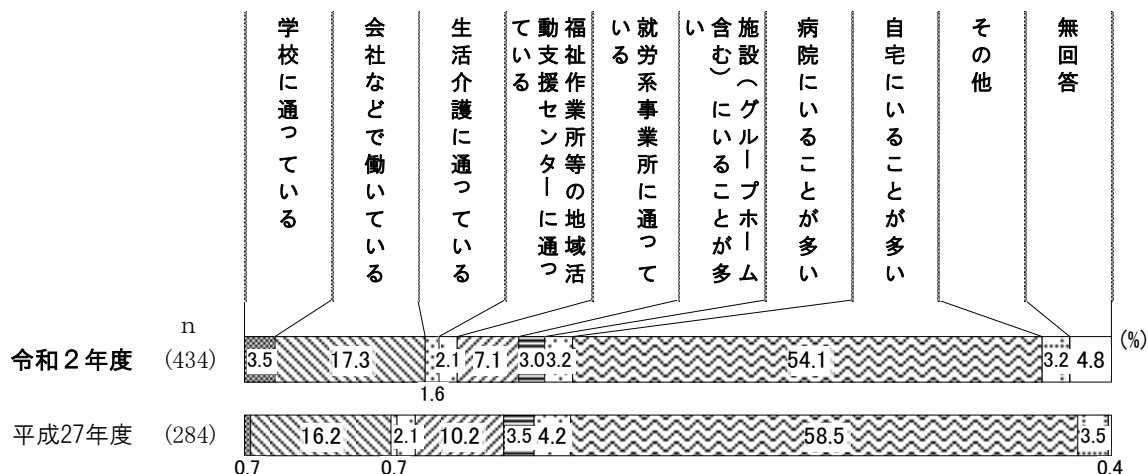 学校に通っている
会社などで働いている
生活介護に通っている
福祉作業所等の地域活
動支援センターに通っ
ている
就労系事業所に通って
いる
施設（グループホーム
含む）にいることが多
い
病院にいることが多い
自宅にいることが多い
その他
無回答
n
(%)
令和２年度 (434) 3.5 17.3 2.1 7.1 3.0 3.2 54.1 3.2 4.8
1.6
平成27年度 (284) 16.2 2.1 10.2 3.5 4.2 58.5 3.5
0.7 0.7 0.4